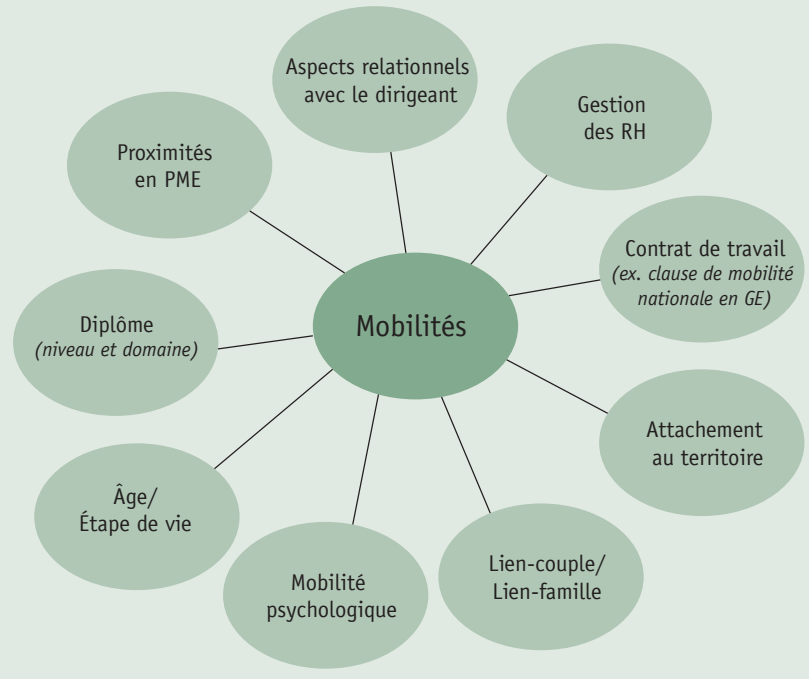 Aspects relationnels
avec le dirigeant
Gestion
des RH
Proximités
en PME
Contrat de travail
(ex. clause de mobilité
nationale en GE)
Mobilités
Diplôme
(niveau et domaine)
Attachement
au territoire
Âge/
Étape de vie
Lien-couple/
Lien-famille
Mobilité
psychologique